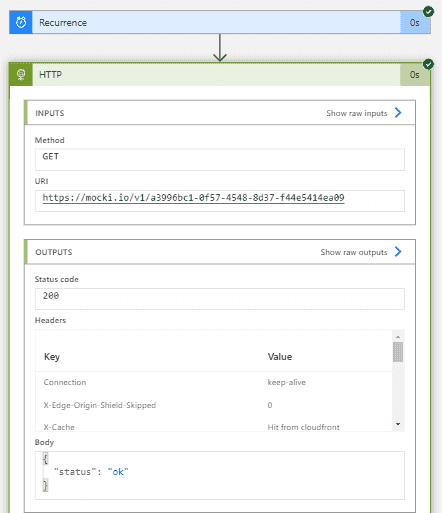 Recurrence 0s
HTTP 0s
INPUTS Show raw inputs
Method
GET
URI
https://mocki.io/v1/a3996bc1-0f57-4548-8d37-f44e5414ea09
OUTPUTS Show raw outputs
Status code
200
Headers
Key Value
Connection keep-alive
X-Edge-Origin-Shield-Skipped 0
X-Cache Hit from cloudfront
Body
{
"status": "ok"
}